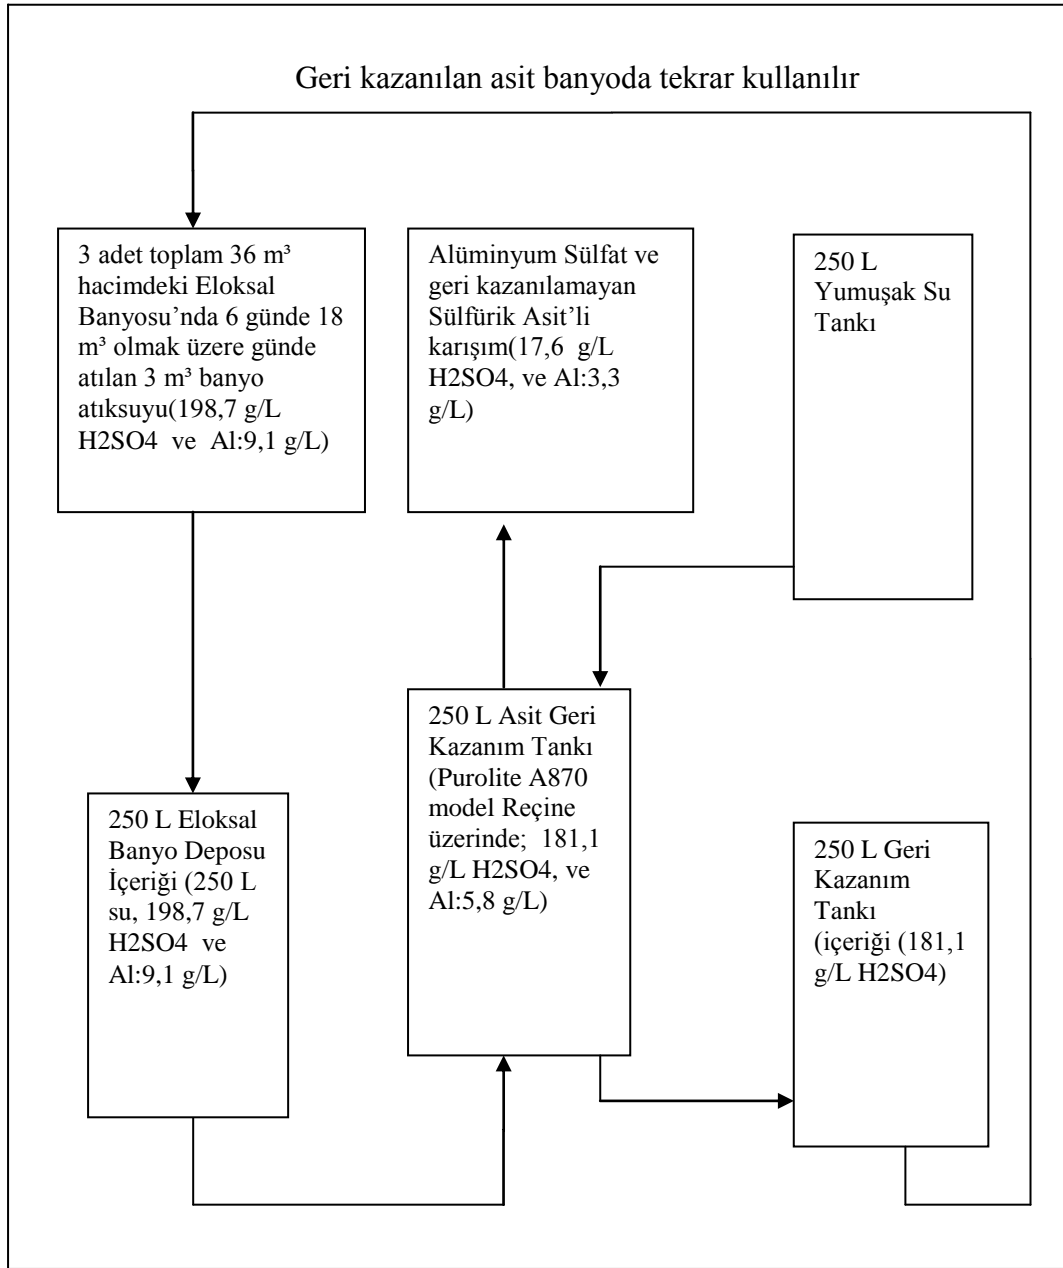 Geri kazanılan asit banyoda tekrar kullanılır
3 adet toplam 36 m³
hacimdeki Eloksal
Banyosu’nda 6 günde 18
m³ olmak üzere günde
atılan 3 m³ banyo
atıksuyu(198,7 g/L
H2SO4 ve Al:9,1 g/L)
Alüminyum Sülfat ve
geri kazanılamayan
Sülfürik Asit’li
karışım(17,6 g/L
H2SO4, ve Al:3,3
g/L)
250 L
Yumuşak Su
Tankı
250 L Eloksal
Banyo Deposu
İçeriği (250 L
su, 198,7 g/L
H2SO4 ve
Al:9,1 g/L)
250 L Asit Geri
Kazanım Tankı
(Purolite A870
model Reçine
üzerinde; 181,1
g/L H2SO4, ve
Al:5,8 g/L)
250 L Geri
Kazanım
Tankı
(içeriği (181,1
g/L H2SO4)